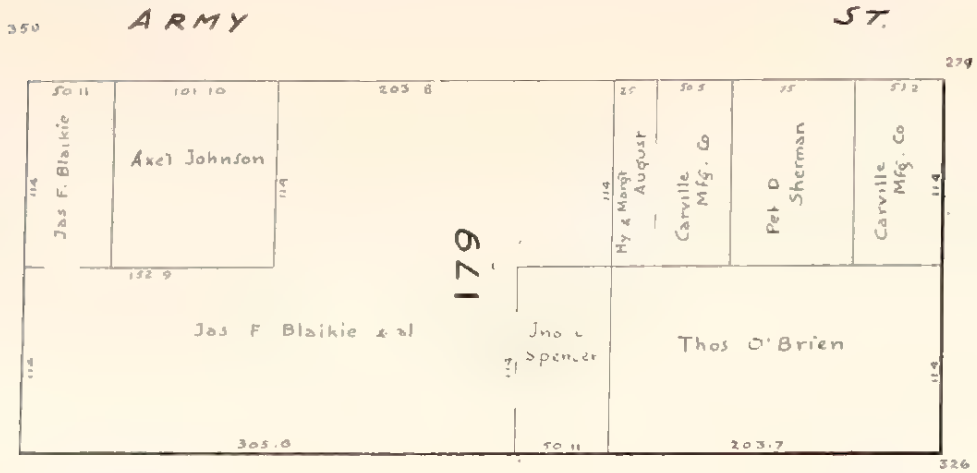 350 ARMY ST.
279
50 11
101 10
203 8
25
50 5
75
51 2
Jas F. Blaikie
114
Axel Johnson
114
114
Hy & Margt August
Carville Mfg. Co
Pet D Sherman
Carville Mfg. Co
114
152 9
179
Jas F Blaikie & al
Jno
Spencer
Thos O'Brien
114
114
305.6
50 11
203.7
326